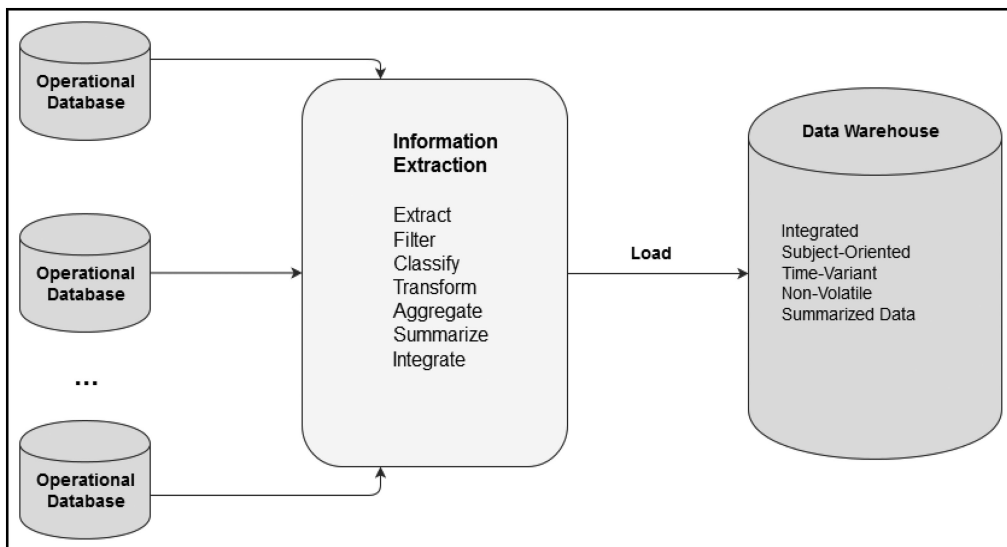 Operational
Database
Operational
Database
...
Operational
Database
Information
Extraction
Extract
Filter
Classify
Transform
Aggregate
Summarize
Integrate
Load
Data Warehouse
Integrated
Subject-Oriented
Time-Variant
Non-Volatile
Summarized Data